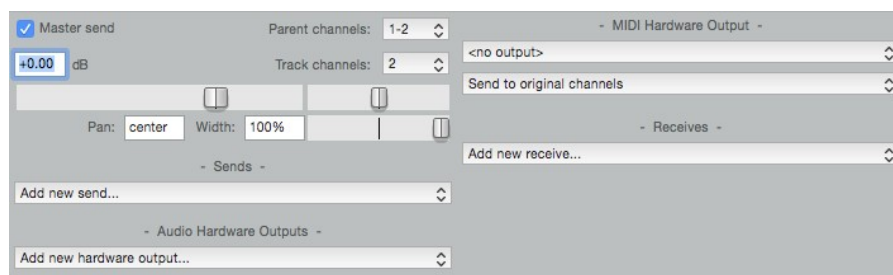 Master send
Parent channels: 1-2
+0.00 dB
Track channels: 2
Pan: center Width: 100%
- Sends -
Add new send...
- Audio Hardware Outputs -
Add new hardware output...
- MIDI Hardware Output -
<no output>
Send to original channels
- Receives -
Add new receive...